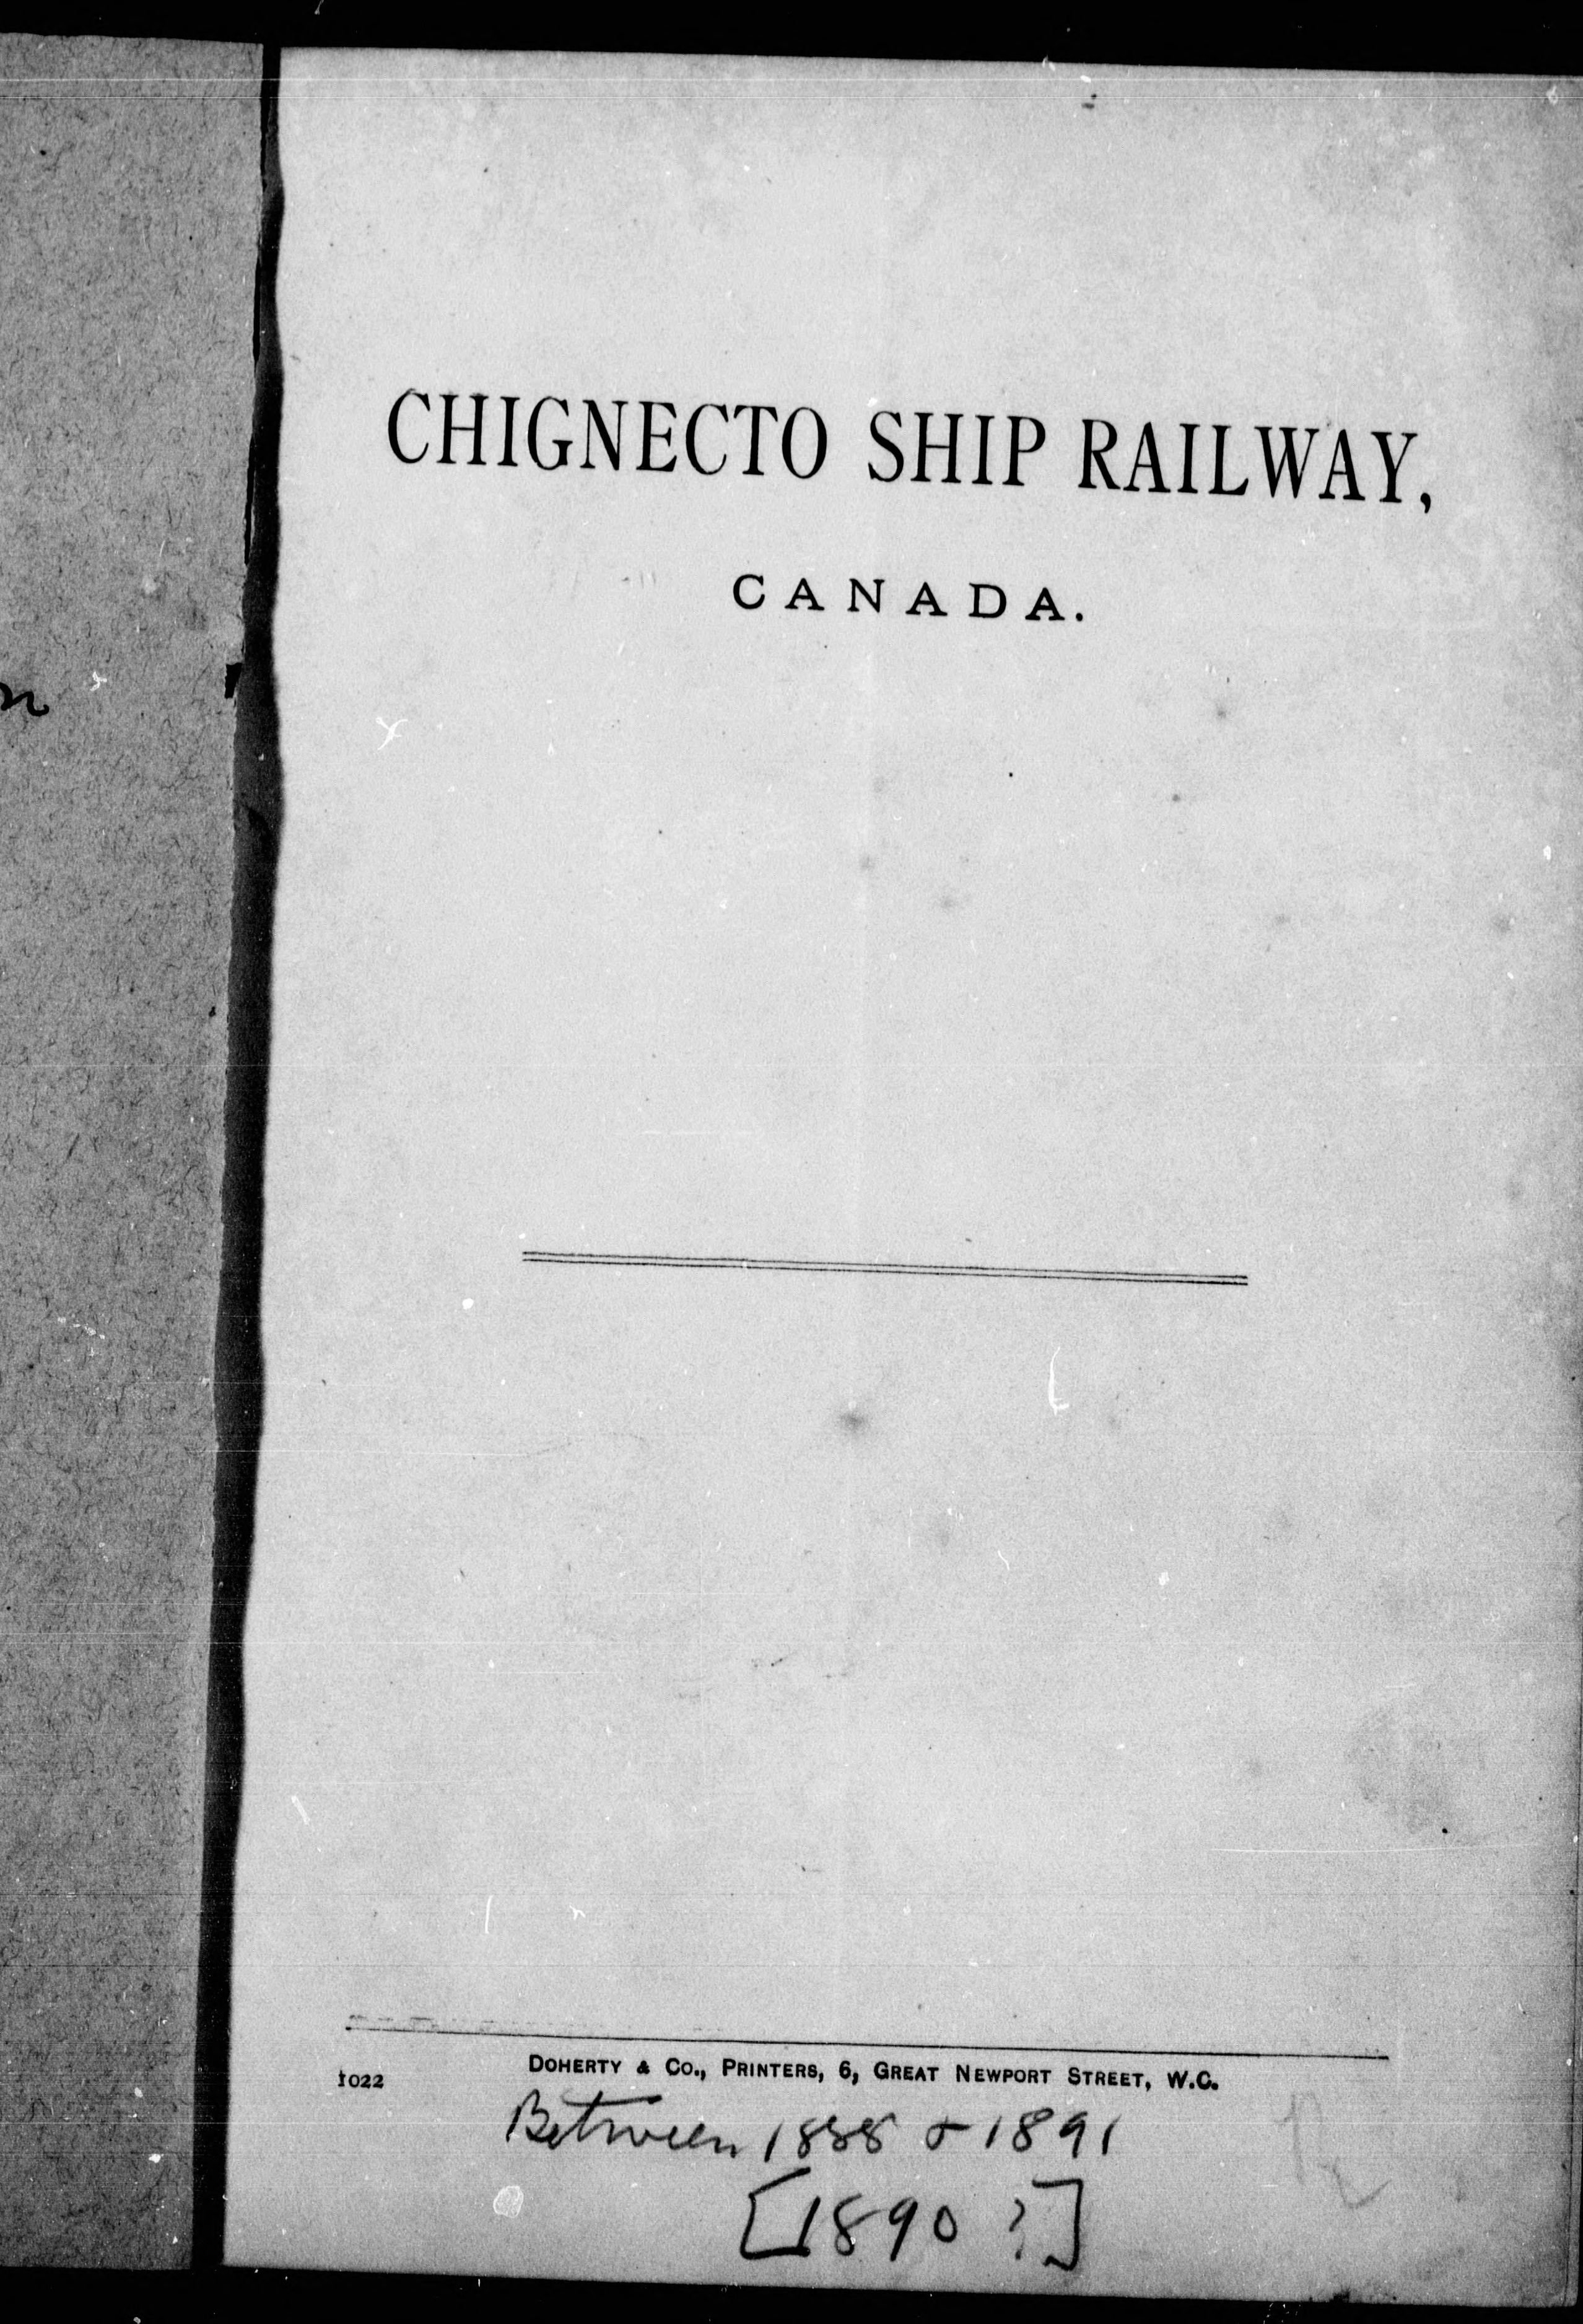 CHIGNECTO SHIP RAILWAY,
CANADA.
DOHERTY & CO., PRINTERS, 6, GREAT NEWPORT STREET, W.C.
1022
Between 1888 & 1891
[1890 ?]